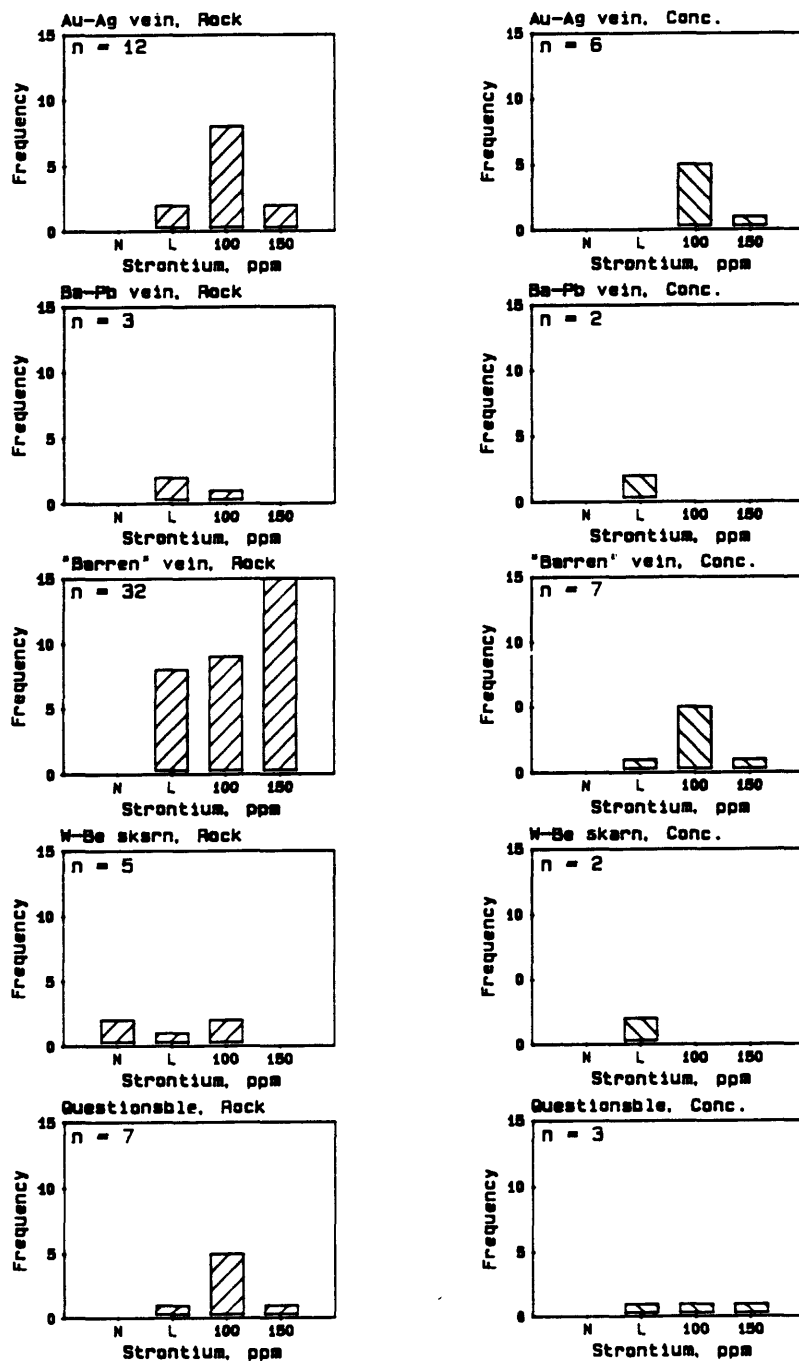 Au-Ag vein, Rock
n = 12
15
10
5
0
Frequency
N L 100 150
Strontium, ppm
Au-Ag vein, Conc.
n = 6
15
10
5
0
Frequency
N L 100 150
Strontium, ppm
Ba-Pb vein, Rock
n = 3
15
10
5
0
Frequency
N L 100 150
Strontium, ppm
Ba-Pb vein, Conc.
n = 2
15
10
5
0
Frequency
N L 100 150
Strontium, ppm
"Barren" vein, Rock
n = 32
15
10
5
0
Frequency
N L 100 150
Strontium, ppm
"Barren" vein, Conc.
n = 7
15
10
0
0
Frequency
N L 100 150
Strontium, ppm
W-Be sksrn, Rock
n = 5
15
10
5
0
Frequency
N L 100 150
Strontium, ppm
W-Be skarn, Conc.
n = 2
15
10
0
0
Frequency
N L 100 150
Strontium, ppm
Questionsble, Rock
n = 7
15
10
5
0
Frequency
N L 100 150
Strontium, ppm
Questionsble, Conc.
n = 3
15
10
5
6
Frequency
N L 100 150
Strontium, ppm